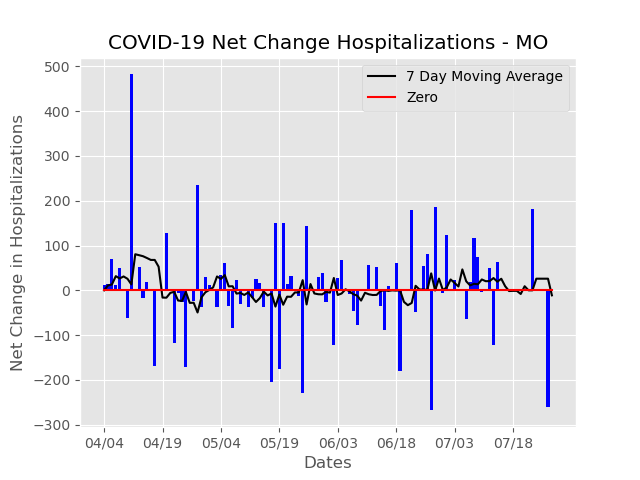 COVID-19 Net Change Hospitalizations - MO
7 Day Moving Average
Zero
Net Change in Hospitalizations
500
400
300
200
100
0
−100
−200
−300
04/04 04/19 05/04 05/19 06/03 06/18 07/03 07/18
Dates